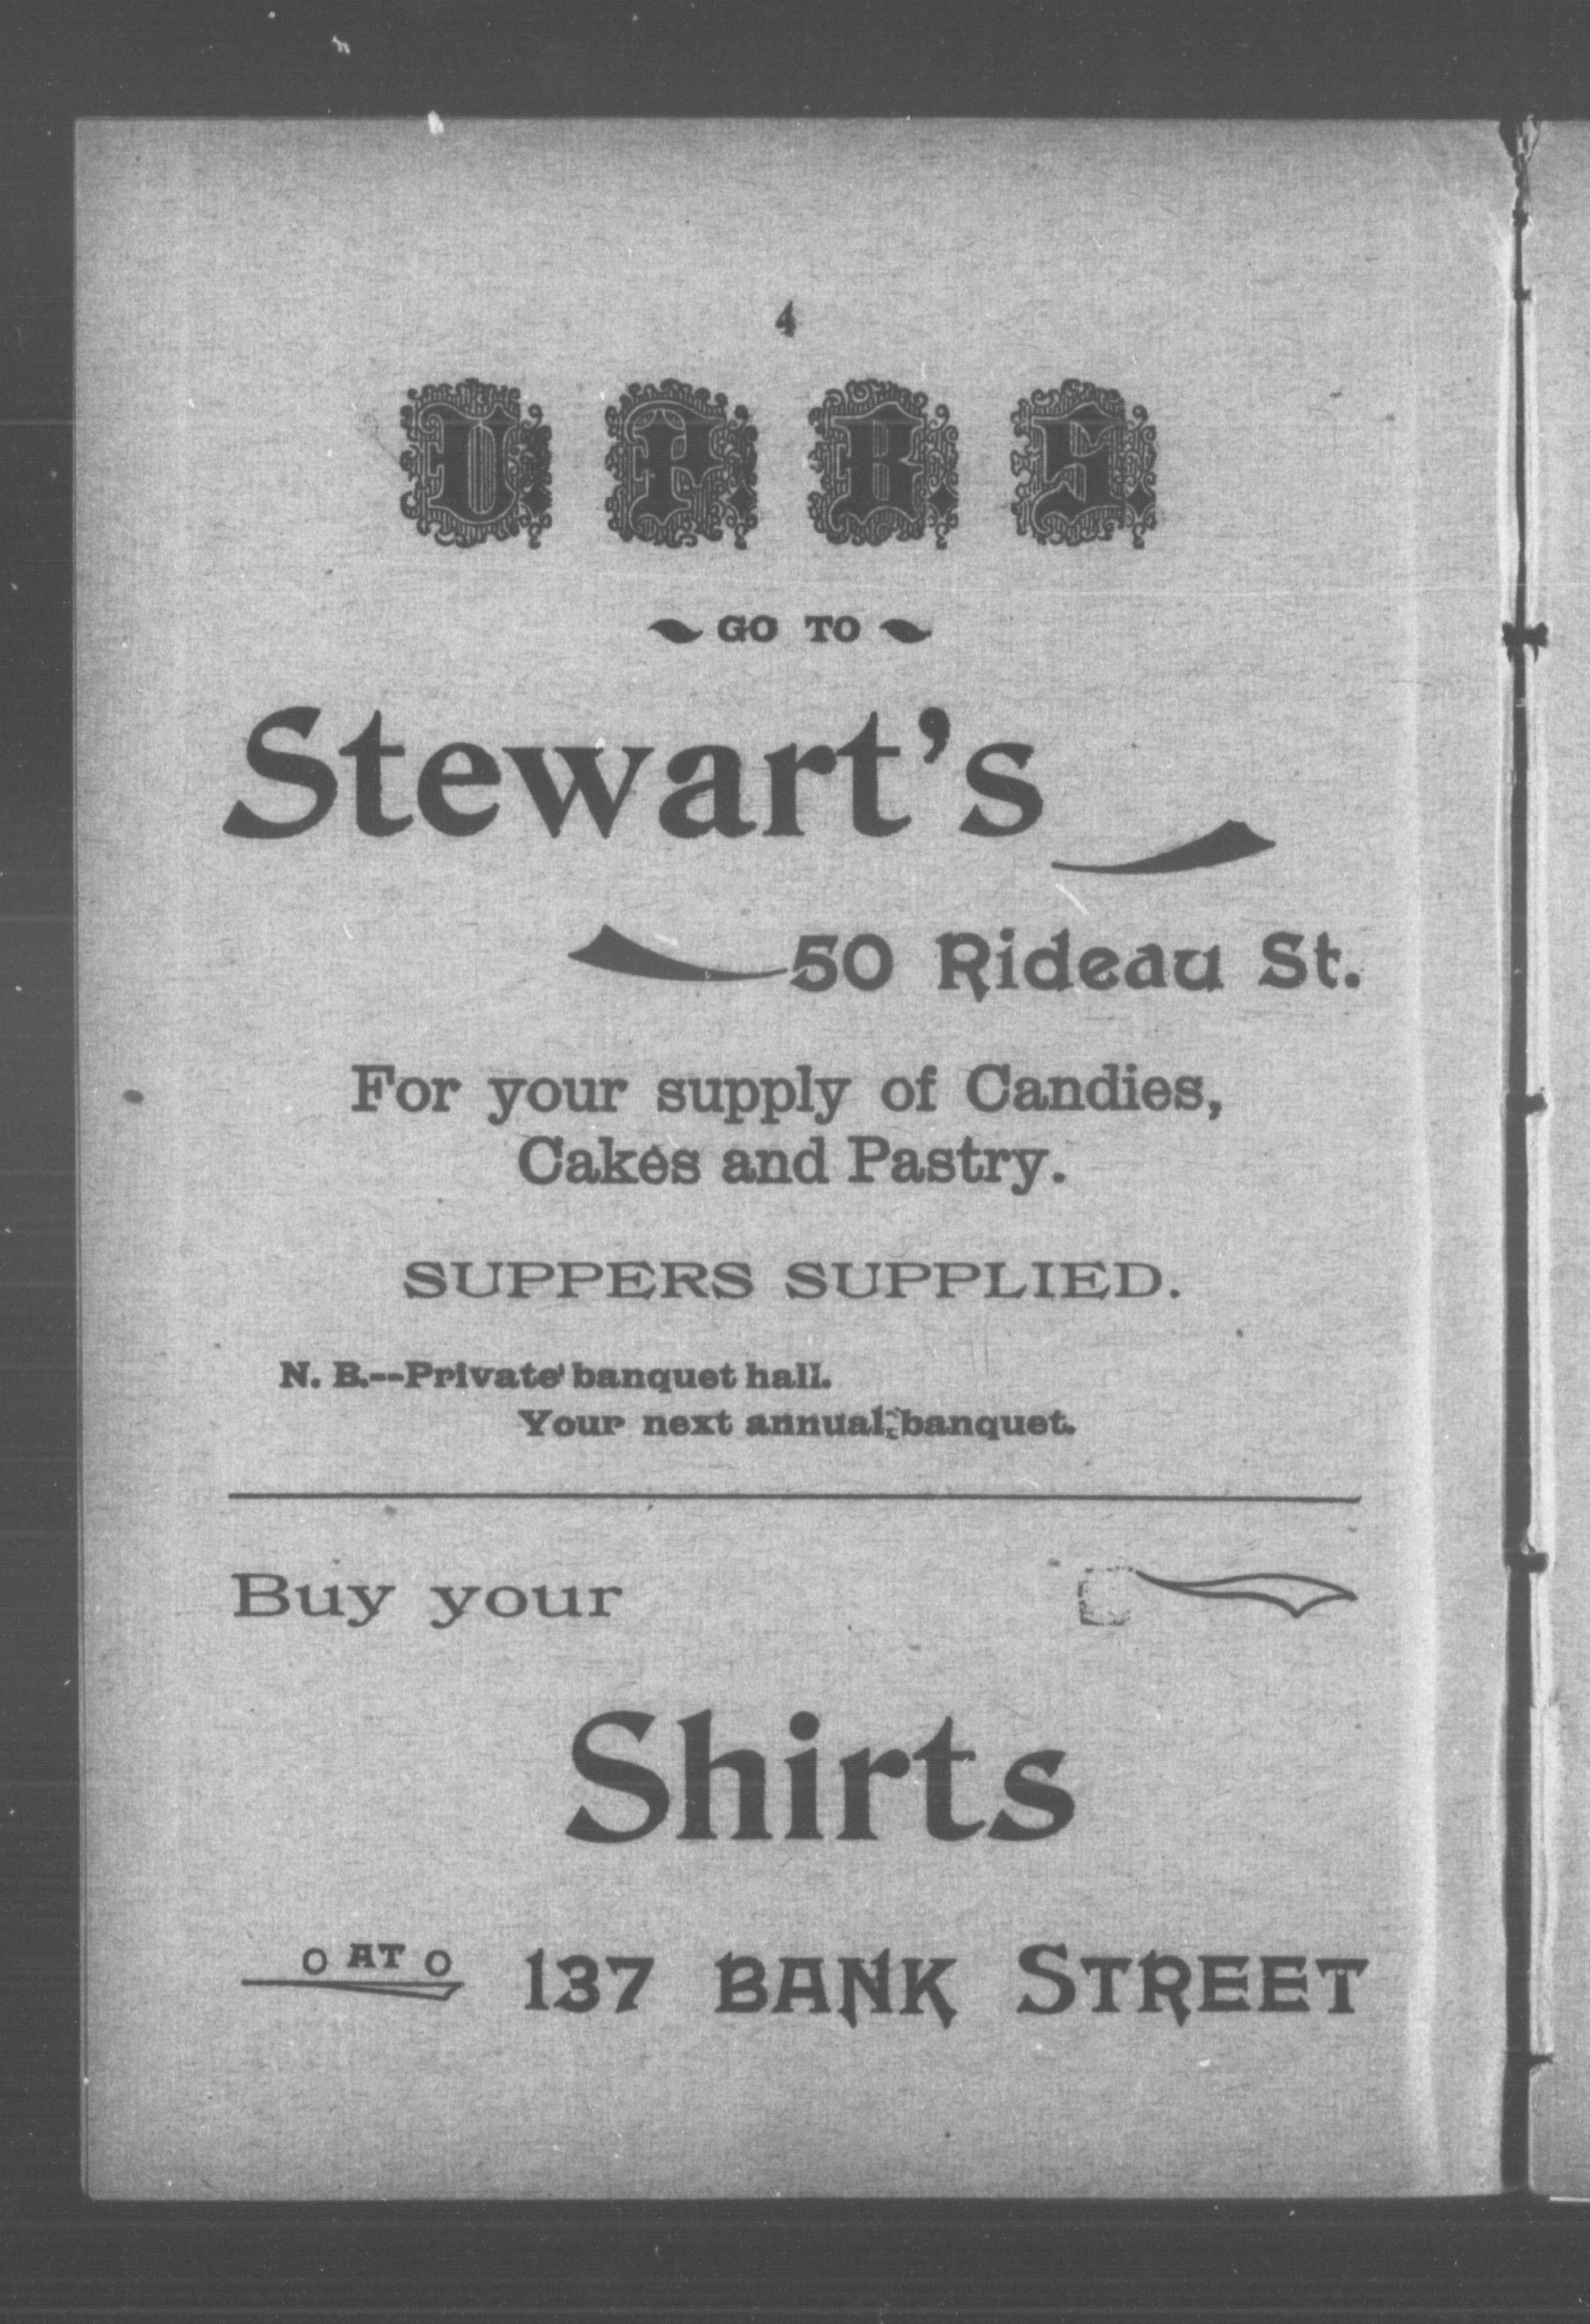 4
U. P. B. S.
GO TO
Stewart's
50 Rideau St.
For your supply of Candies,
Cakes and Pastry.
SUPPERS SUPPLIED.
N. B.--Private banquet hall.
Your next annual banquet.
Buy your
Shirts
o AT o 137 BANK STREET